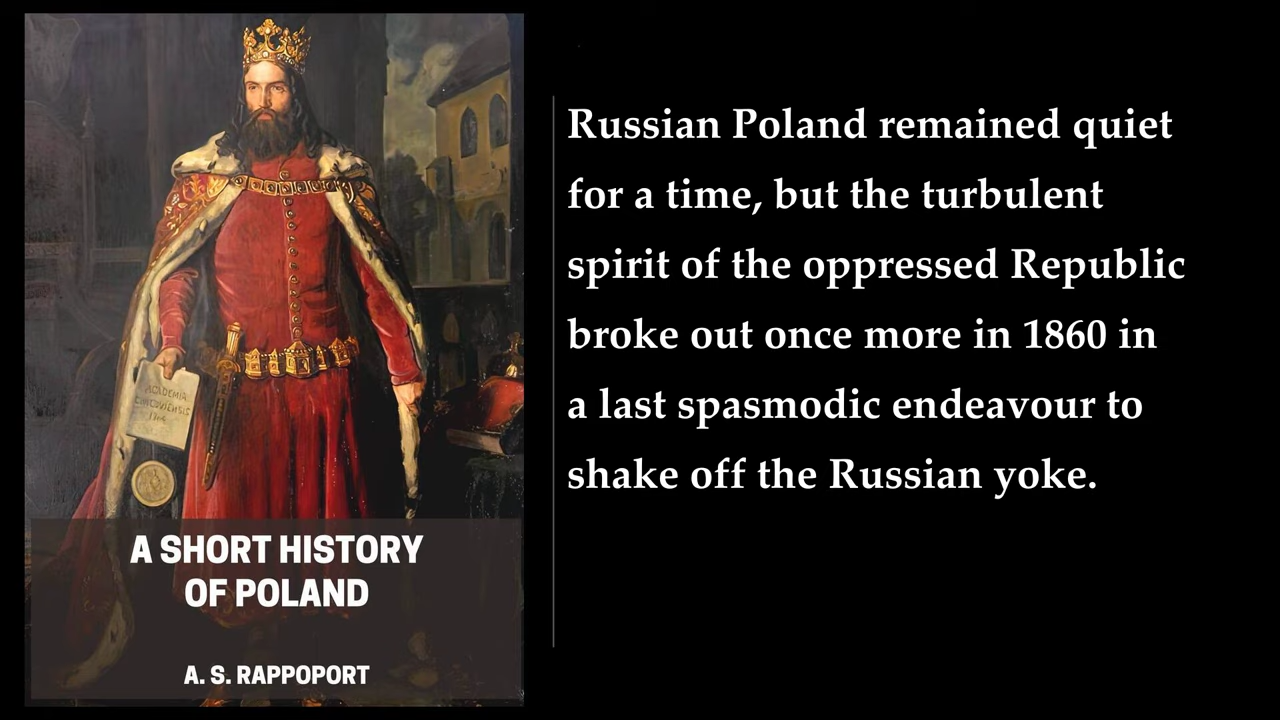 ACADEMIA
A SHORT HISTORY
OF POLAND
A. S. RAPPOPORT
Russian Poland remained quiet
for a time, but the turbulent
spirit of the oppressed Republic
broke out once more in 1860 in
a last spasmodic endeavour to
shake off the Russian yoke.